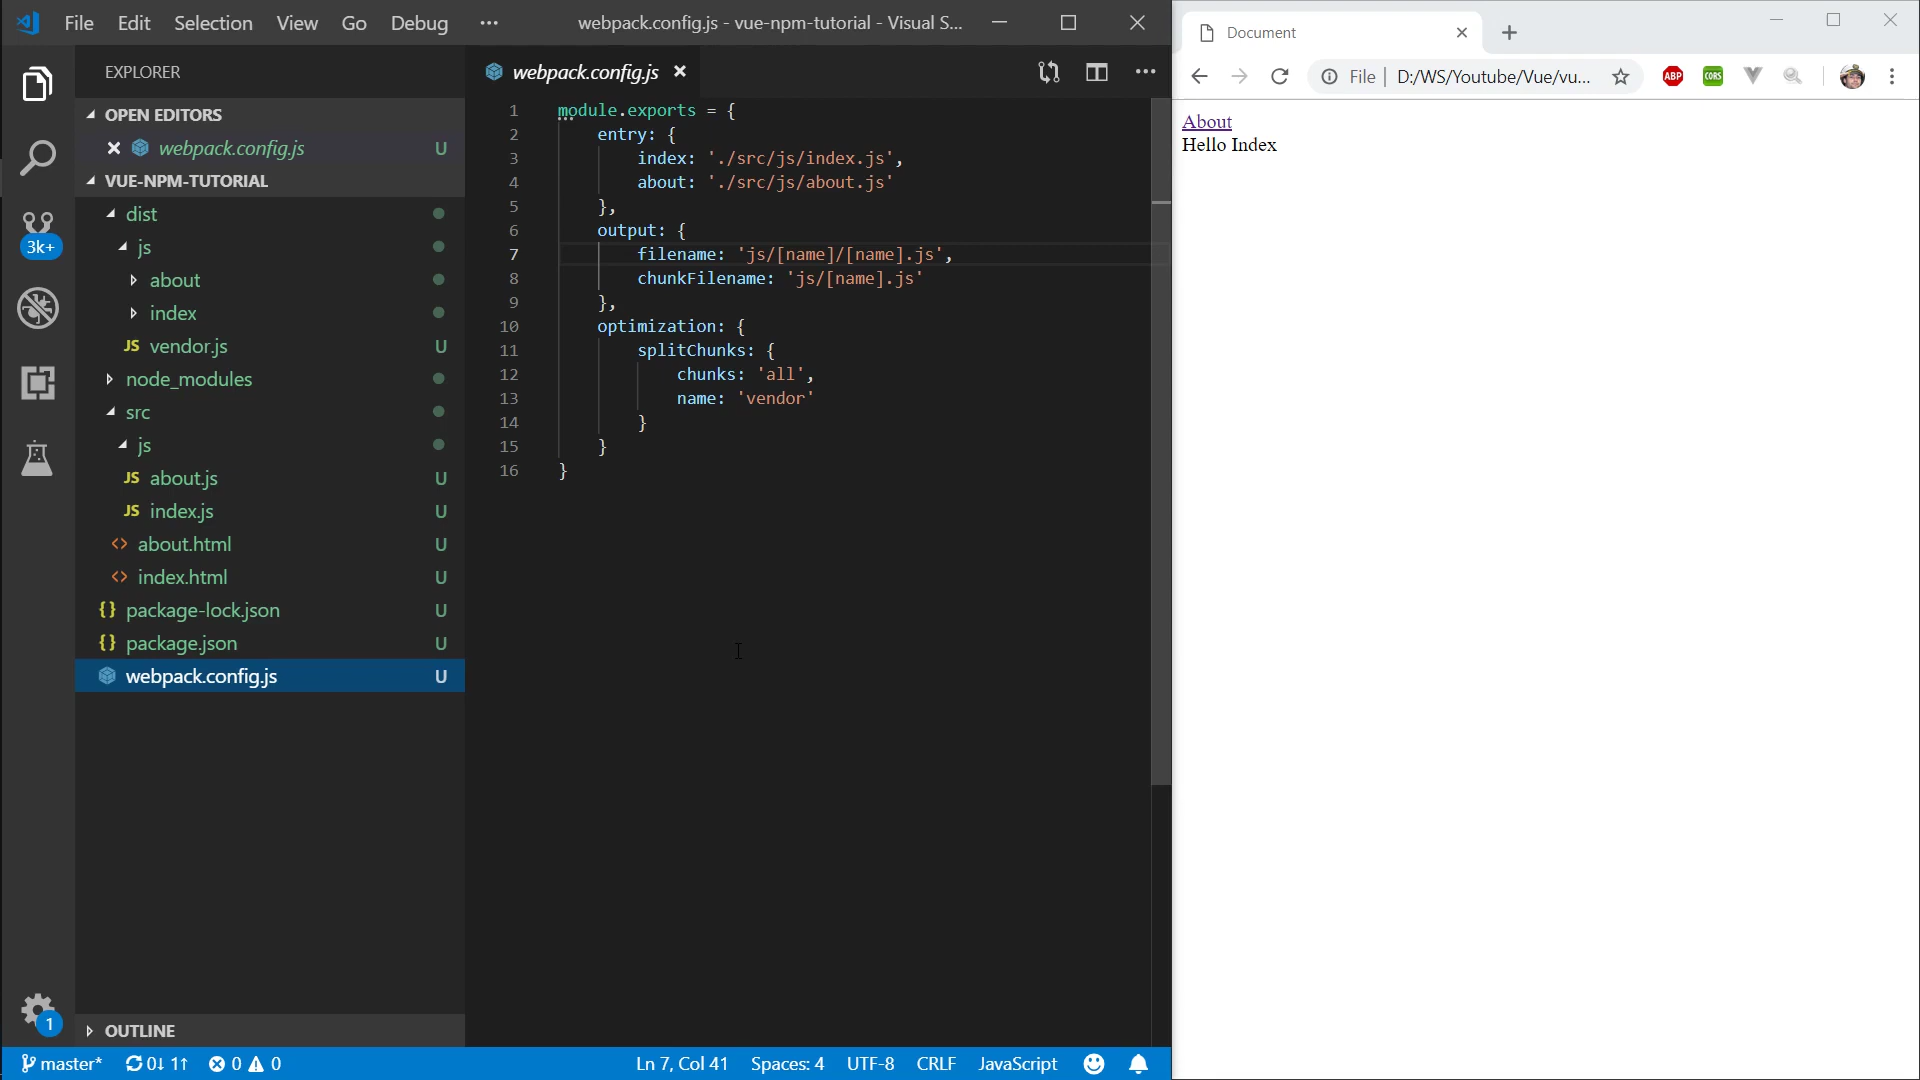 File Edit Selection View Go Debug ··· webpack.config.js - vue-npm-tutorial - Visual S...
EXPLORER
OPEN EDITORS
webpack.config.js U
VUE-NPM-TUTORIAL
dist
js
about
index
JS vendor.js U
node_modules
src
js
JS about.js U
JS index.js U
<> about.html U
<> index.html U
{} package-lock.json U
{} package.json U
webpack.config.js U
OUTLINE
3k+
1
webpack.config.js
1 module.exports = {
2 entry: {
3 index: './src/js/index.js',
4 about: './src/js/about.js'
5 },
6 output: {
7 filename: 'js/[name]/[name].js',
8 chunkFilename: 'js/[name].js'
9 },
10 optimization: {
11 splitChunks: {
12 chunks: 'all',
13 name: 'vendor'
14 }
15 }
16 }
master* 0↓ 1↑ 0 0 Ln 7, Col 41 Spaces: 4 UTF-8 CRLF JavaScript
Document
File | D:/WS/Youtube/Vue/vu... ABP CORS
About
Hello Index